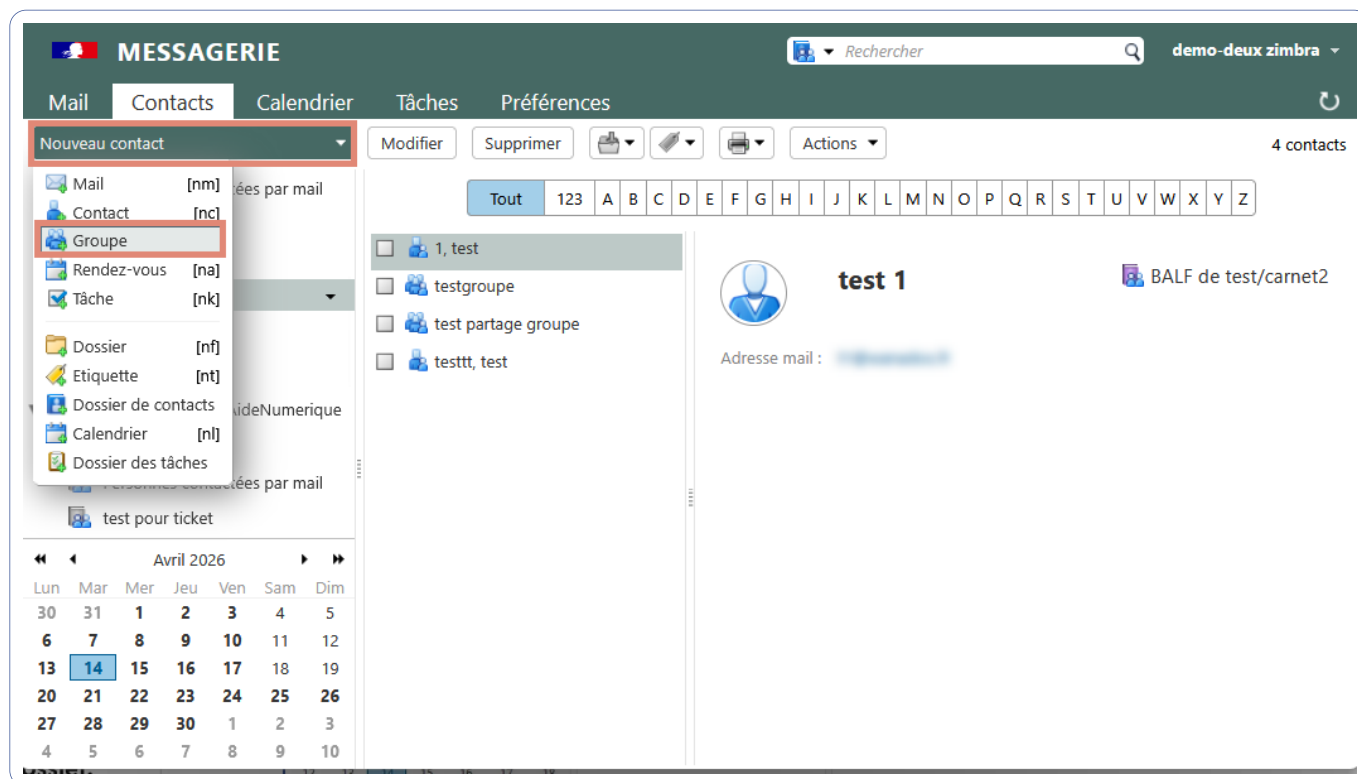 MESSAGERIE
Rechercher
demo-deux zimbra
Mail Contacts Calendrier Tâches Préférences
Nouveau contact
Modifier Supprimer Actions 4 contacts
Mail [nm]
Contact [nc]
Groupe
Rendez-vous [na]
Tâche [nk]
Dossier [nf]
Etiquette [nt]
Dossier de contacts
Calendrier [nl]
Dossier des tâches
ées par mail
ideNumerique
Personnes contactées par mail
test pour ticket
Tout 123 A B C D E F G H I J K L M N O P Q R S T U V W X Y Z
1, test
testgroupe
test partage groupe
testtt, test
test 1
BALF de test/carnet2
Adresse mail :
Avril 2026
Lun Mar Mer Jeu Ven Sam Dim
30 31 1 2 3 4 5
6 7 8 9 10 11 12
13 14 15 16 17 18 19
20 21 22 23 24 25 26
27 28 29 30 1 2 3
4 5 6 7 8 9 10